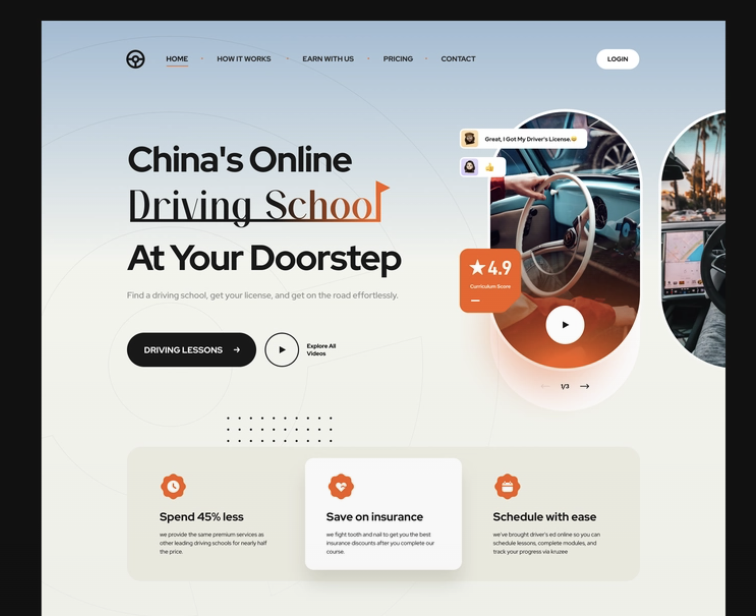 HOME
HOW IT WORKS
EARN WITH US
PRICING
CONTACT
LOGIN
China's Online
Driving School
At Your Doorstep
Find a driving school, get your license, and get on the road effortlessly.
DRIVING LESSONS →
Explore All
Videos
Great, I Got My Driver's License.😍
👍
★4.9
Curriculum Score
1/3
Spend 45% less
we provide the same premium services as
other leading driving schools for nearly half
the price.
Save on insurance
we fight tooth and nail to get you the best
insurance discounts after you complete our
course.
Schedule with ease
we've brought driver's ed online so you can
schedule lessons, complete modules, and
track your progress via kruzee